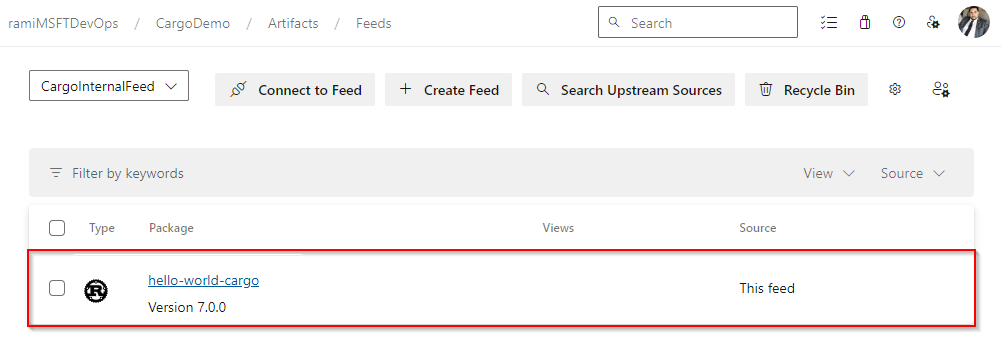 ramiMSFTDevOps / CargoDemo / Artifacts / Feeds Search
CargoInternalFeed Connect to Feed Create Feed Search Upstream Sources Recycle Bin
Filter by keywords View Source
Type Package Views Source
hello-world-cargo
This feed
Version 7.0.0